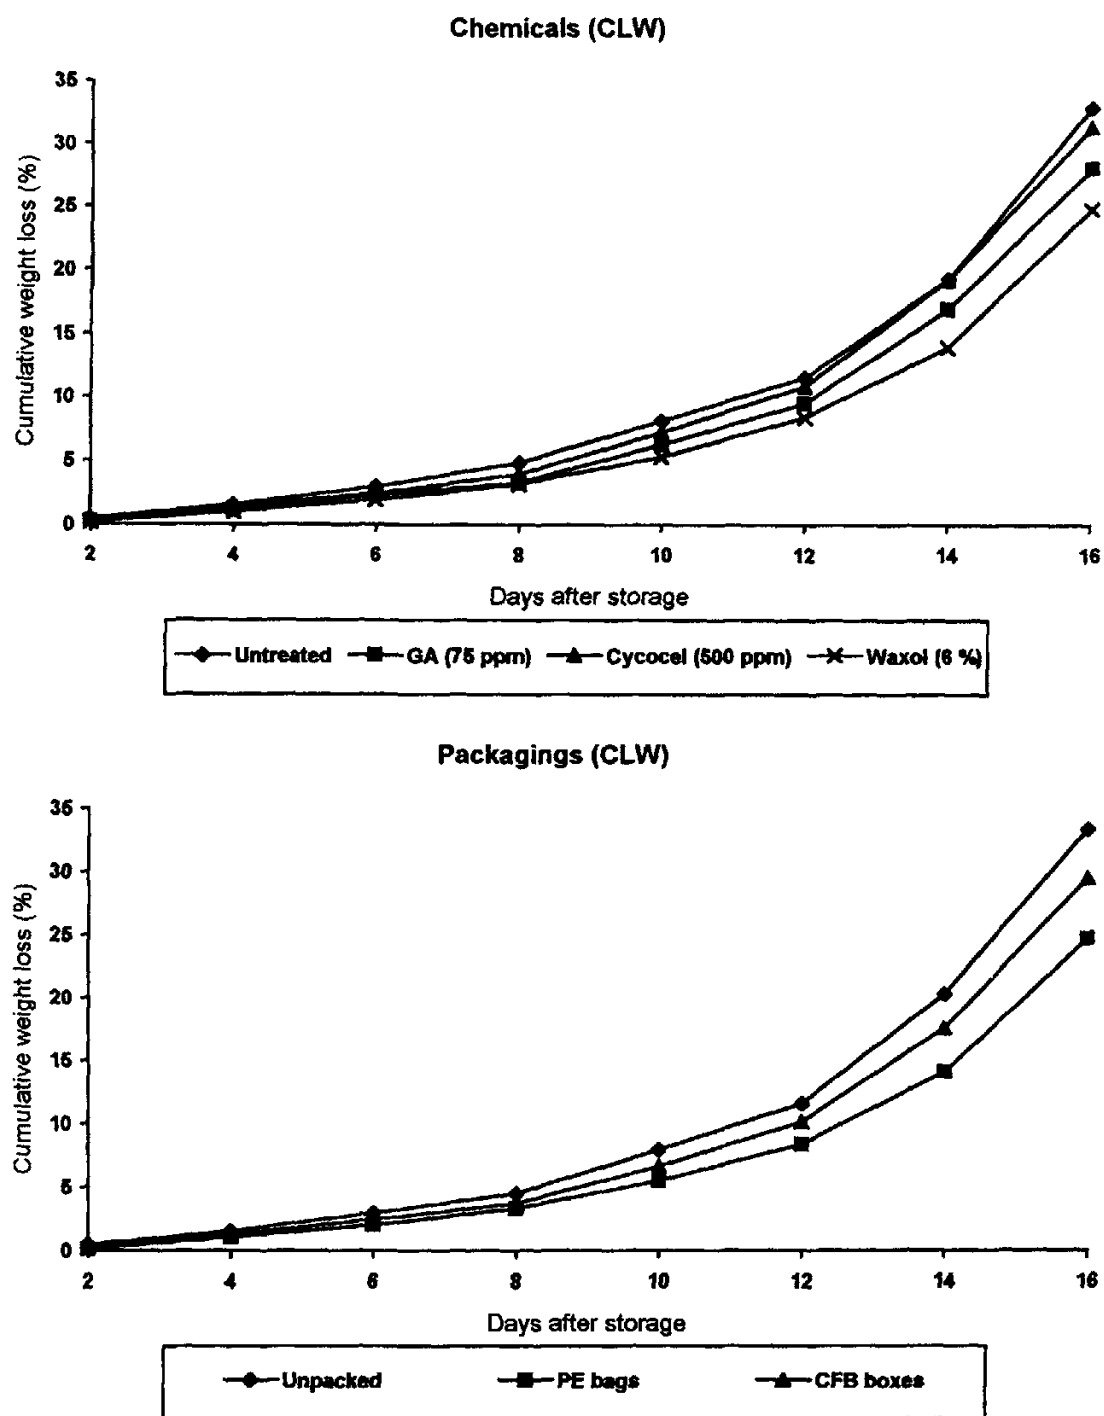 Chemicals (CLW)
Cumulative weight loss (%)
35
30
25
20
15
10
5
0
2 4 6 8 10 12 14 16
Days after storage
Untreated GA (75 ppm) Cycocel (500 ppm) Waxol (6 %)
Packagings (CLW)
Cumulative weight loss (%)
35
30
25
20
15
10
5
0
2 4 6 8 10 12 14 16
Days after storage
Unpacked PE bags CFB boxes